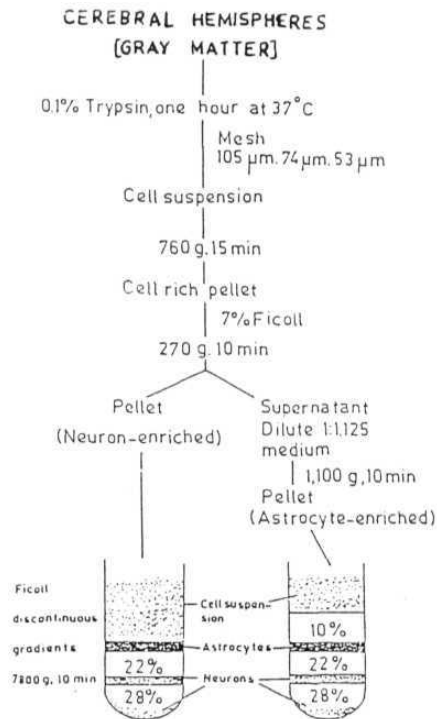 CEREBRAL HEMISPHERES
[GRAY MATTER]
0.1% Trypsin, one hour at 37°C
Mesh
105 µm. 74 µm. 53 µm
Cell suspension
760 g. 15 min
Cell rich pellet
7% Ficoll
270 g. 10 min
Pellet
(Neuron-enriched)
Supernatant
Dilute 1:1,125
medium
1,100 g, 10 min
Pellet
(Astrocyte-enriched)
Ficoll
discontinuous
gradients
7800 g, 10 min
Cell suspen-
sion
Astrocytes
Neurons
22%
28%
10%
22%
28%